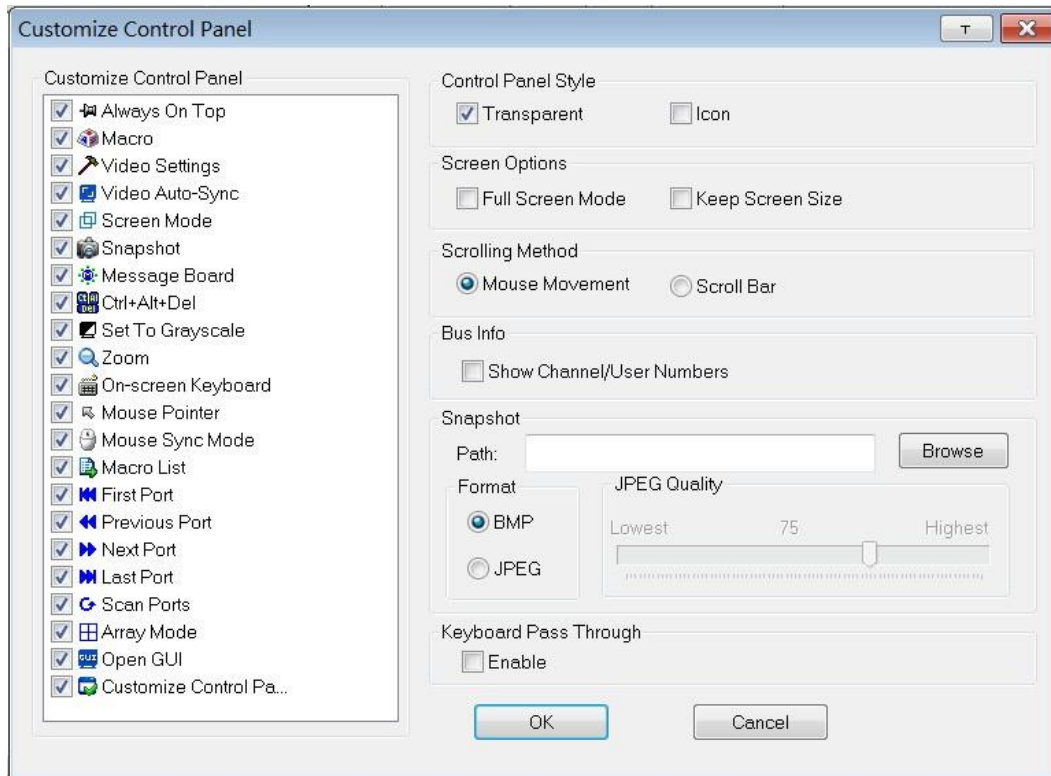 Customize Control Panel
T
Customize Control Panel
Always On Top
Macro
Video Settings
Video Auto-Sync
Screen Mode
Snapshot
Message Board
Ctrl+Alt+Del
Set To Grayscale
Zoom
On-screen Keyboard
Mouse Pointer
Mouse Sync Mode
Macro List
First Port
Previous Port
Next Port
Last Port
Scan Ports
Array Mode
GUI Open GUI
Customize Control Pa...
Control Panel Style
Transparent Icon
Screen Options
Full Screen Mode Keep Screen Size
Scrolling Method
Mouse Movement Scroll Bar
Bus Info
Show Channel/User Numbers
Snapshot
Path: Browse
Format
BMP
JPEG
JPEG Quality
Lowest 75 Highest
Keyboard Pass Through
Enable
OK Cancel